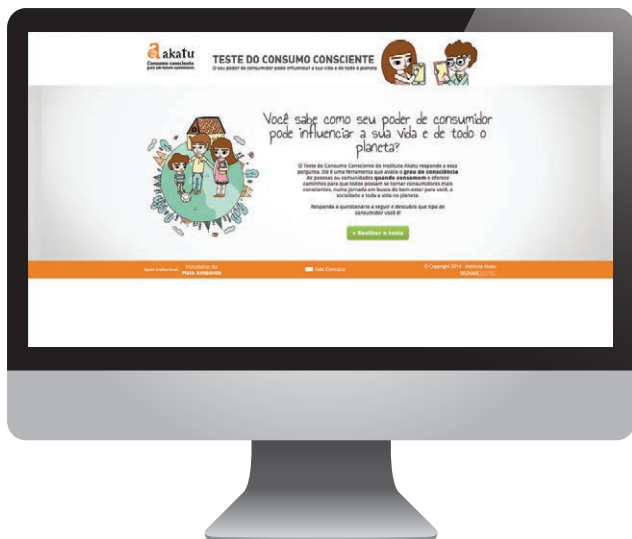 akatu
Consumo consciente
para um futuro sustentável
TESTE DO CONSUMO CONSCIENTE
O seu poder de consumidor pode influenciar a sua vida e de todo o planeta
Você sabe como seu poder de consumidor
pode influenciar a sua vida e de todo o
planeta?
O Teste do Consumo Consciente do Instituto Akatu responde a essa
pergunta. Ele é uma ferramenta que avalia o grau de consciência
de pessoas ou comunidades quando consomem e oferece
caminhos para que todos possam se tornar consumidores mais
conscientes, numa jornada em busca do bem-estar para você, a
sociedade e toda a vida no planeta.
Responda o questionário a seguir e descubra que tipo de
consumidor você é!
» Realizar o teste
Apoio Institucional
Ministério do
Meio Ambiente
Fale Conosco
© Copyright 2014 - Instituto Akatu